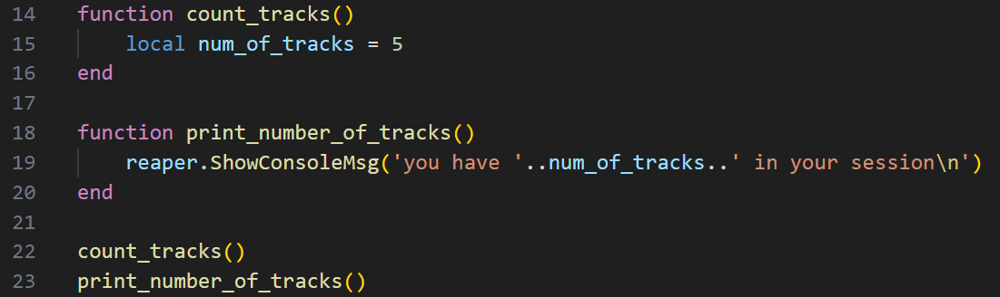 14 function count_tracks()
15     local num_of_tracks = 5
16 end
17
18 function print_number_of_tracks()
19     reaper.ShowConsoleMsg('you have '..num_of_tracks..' in your session\n')
20 end
21
22 count_tracks()
23 print_number_of_tracks()